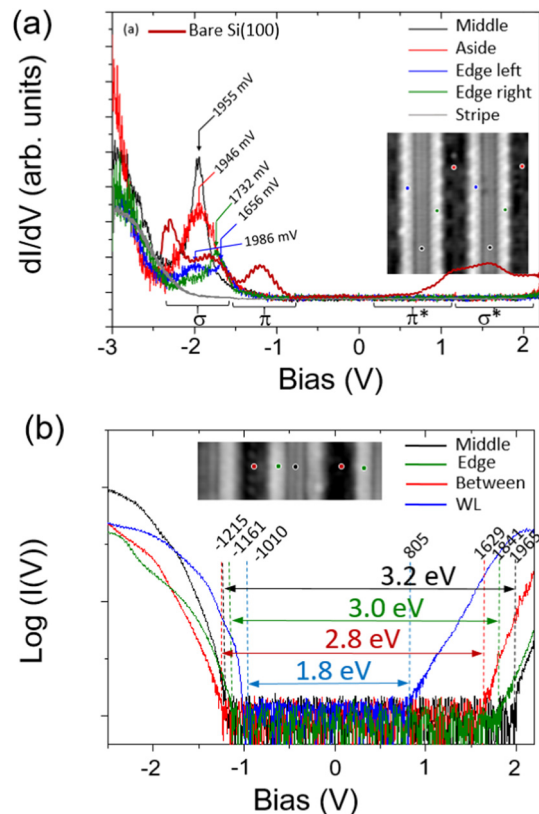 (a)
(a)
Bare Si(100)
Middle
Aside
Edge left
Edge right
Stripe
1955 mV
1946 mV
1732 mV
1656 mV
1986 mV
dI/dV (arb. units)
σ
π
π*
σ*
-3 -2 -1 0 1 2
Bias (V)
(b)
Middle
Edge
Between
WL
-1215
-1161
-1010
805
1629
1841
1965
3.2 eV
3.0 eV
2.8 eV
1.8 eV
Log (I(V))
-2 -1 0 1 2
Bias (V)